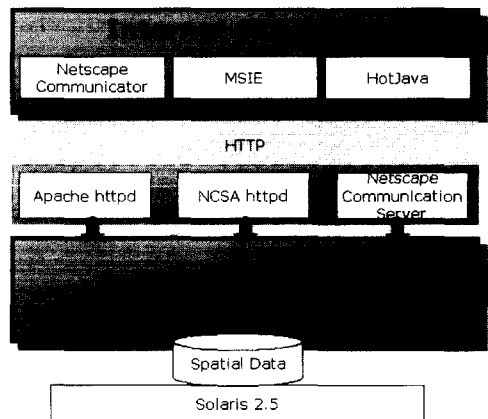 Netscape
Communicator
MSIE
HotJava
HTTP
Apache httpd
NCSA httpd
Netscape
Communication
Server
Spatial Data
Solaris 2.5